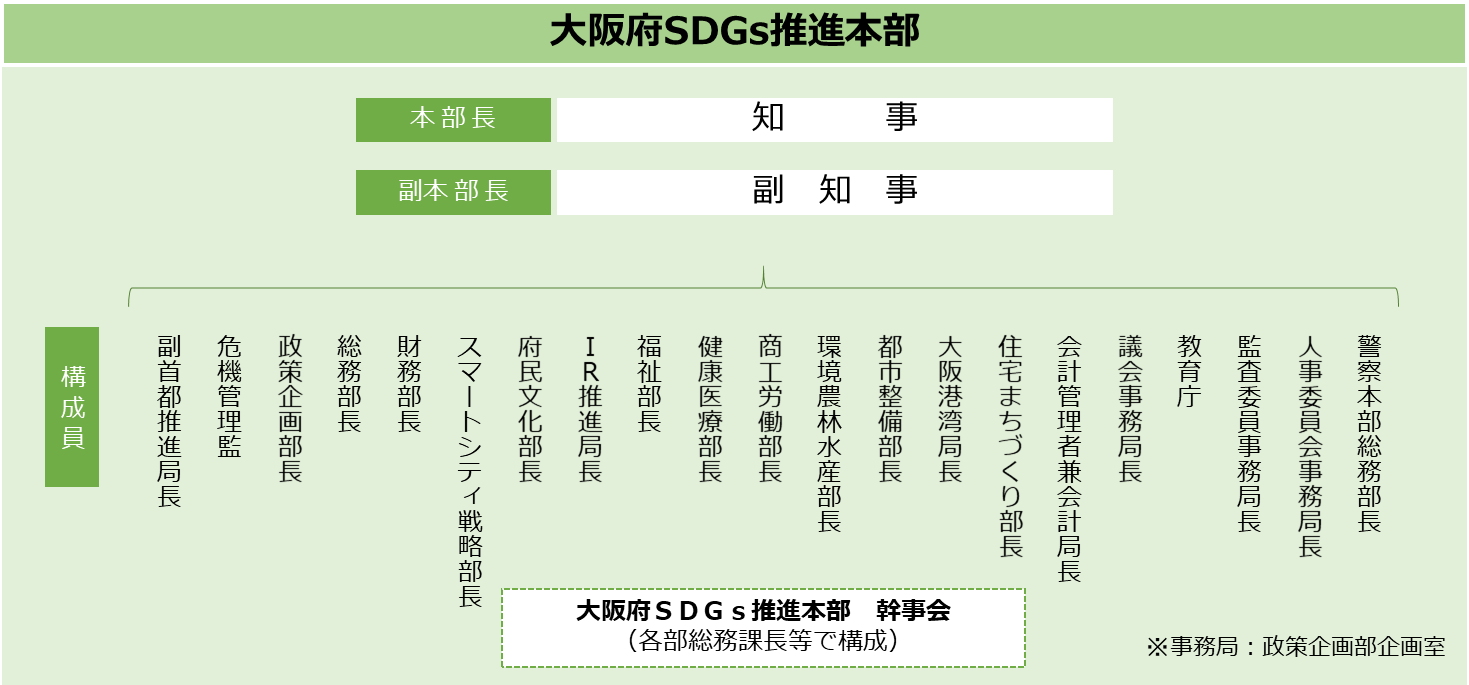 大阪府SDGs推進本部
本部長
知事
副本部長
副知事
構成員
副首都推進局長
危機管理監
政策企画部長
総務部長
財務部長
スマートシティ戦略部長
府民文化部長
ＩＲ推進局長
福祉部長
健康医療部長
商工労働部長
環境農林水産部長
都市整備部長
大阪港湾局長
住宅まちづくり部長
会計管理者兼会計局長
議会事務局長
教育庁
監査委員事務局長
人事委員会事務局長
警察本部総務部長
大阪府ＳＤＧｓ推進本部　幹事会
（各部総務課長等で構成）
※事務局：政策企画部企画室